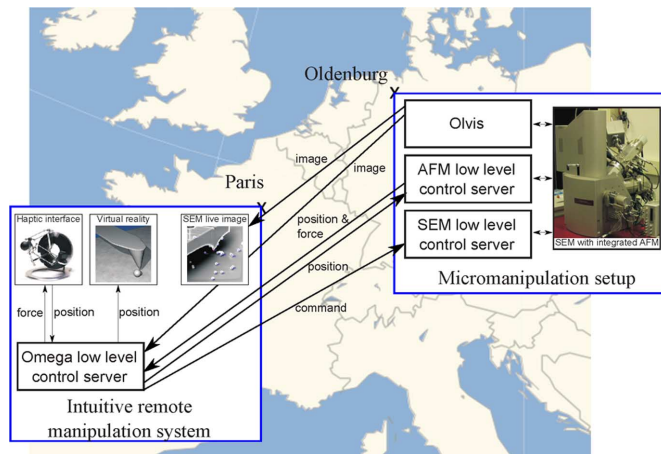 Oldenburg
X
Olvis
image
image
AFM low level
control server
Paris
X
Haptic interface
Virtual reality
SEM live image
position &
force
SEM low level
control server
SEM with integrated AFM
position
Micromanipulation setup
command
force
position
position
Omega low level
control server
Intuitive remote
manipulation system